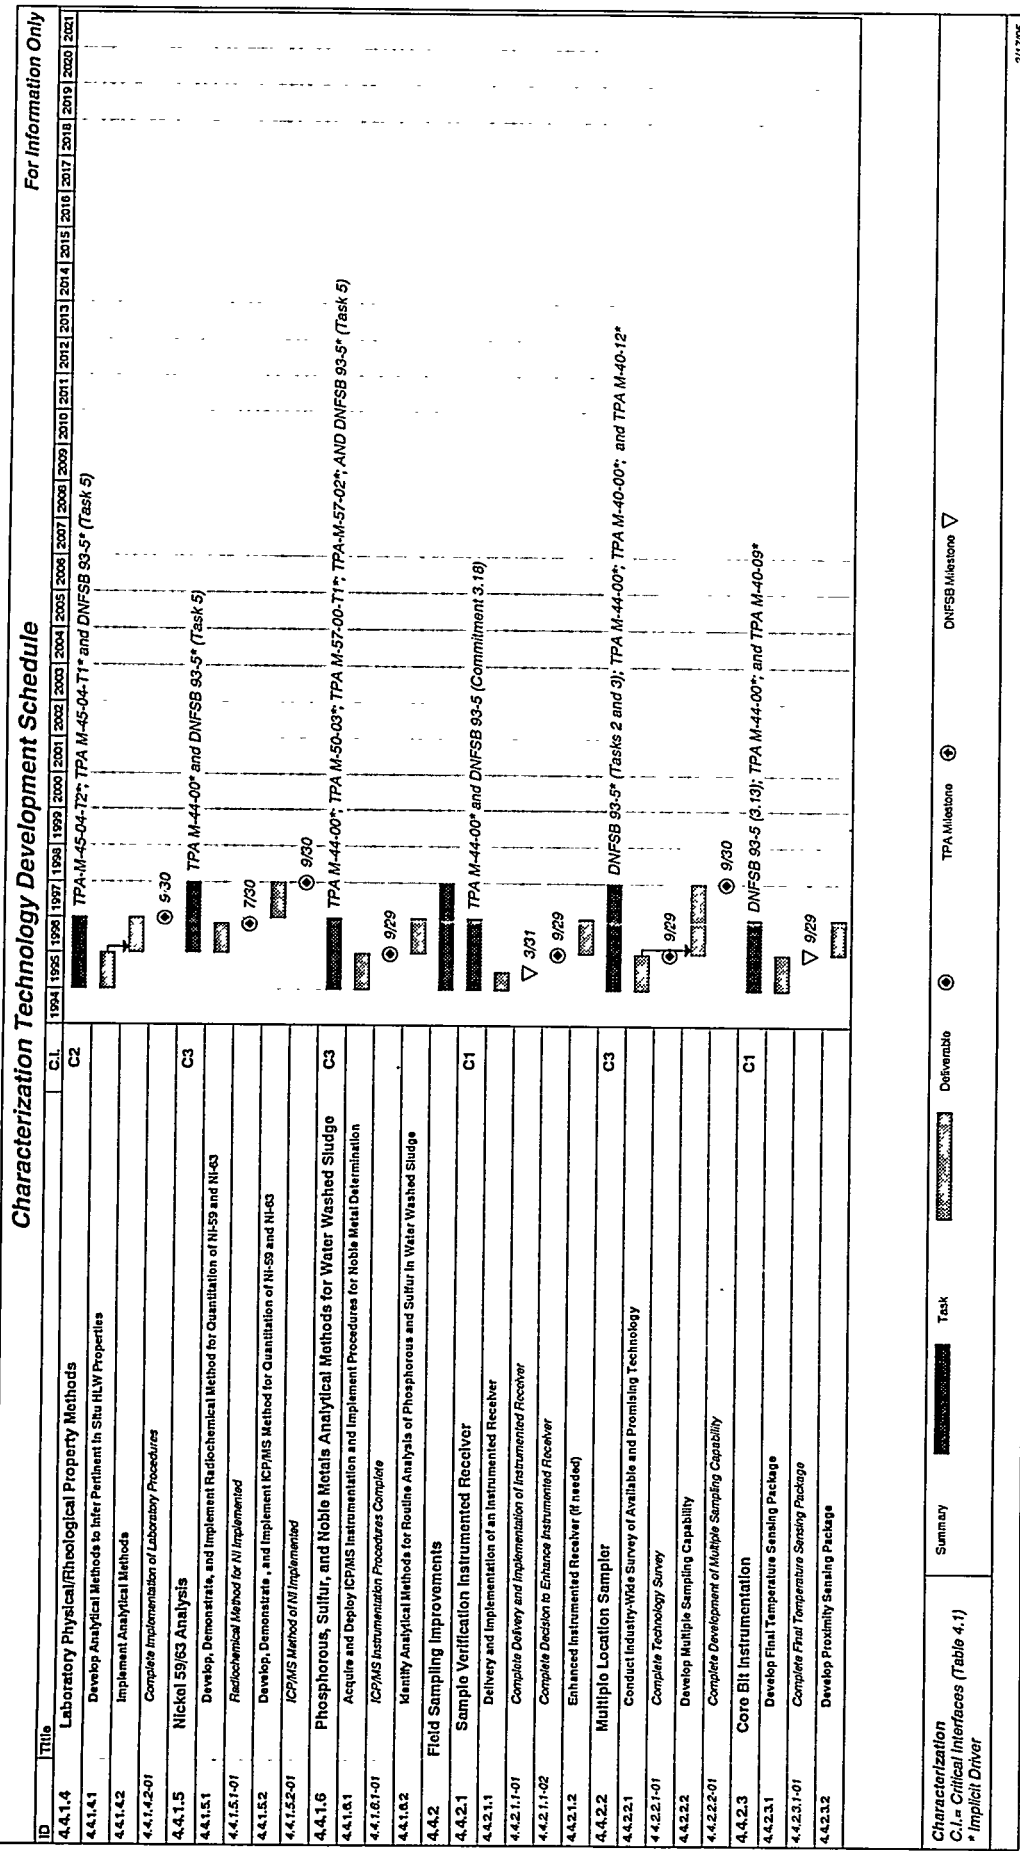 Characterization Technology Development Schedule
For Information Only
ID Title C.I. 1994 1995 1996 1997 1998 1999 2000 2001 2002 2003 2004 2005 2006 2007 2008 2009 2010 2011 2012 2013 2014 2015 2016 2017 2018 2019 2020 2021
4.4.1.4 Laboratory Physical/Rheological Property Methods C2 TPA-M-45-04-T2*; TPA M-45-04-T1* and DNFSB 93-5* (Task 5)
4.4.1.4.1 Develop Analytical Methods to Infer Pertinent In Situ HLW Properties
4.4.1.4.2 Implement Analytical Methods
4.4.1.4.2-01 Complete Implementation of Laboratory Procedures 9/30
4.4.1.5 Nickel 59/63 Analysis C3 TPA M-44-00* and DNFSB 93-5* (Task 5)
4.4.1.5.1 Develop, Demonstrate, and Implement Radiochemical Method for Quantitation of Ni-59 and Ni-63
4.4.1.5.1-01 Radiochemical Method for Ni Implemented 7/30
4.4.1.5.2 Develop, Demonstrate , and Implement ICP/MS Method for Quantitation of Ni-59 and Ni-63
4.4.1.5.2-01 ICP/MS Method of Ni Implemented 9/30
4.4.1.6 Phosphorous, Sulfur, and Noble Metals Analytical Methods for Water Washed Sludge C3 TPA M-44-00*; TPA M-50-03*; TPA M-57-00-T1*; TPA-M-57-02*; AND DNFSB 93-5* (Task 5)
4.4.1.6.1 Acquire and Deploy ICP/MS Instrumentation and Implement Procedures for Noble Metal Determination
4.4.1.6.1-01 ICP/MS Instrumentation Procedures Complete 9/29
4.4.1.6.2 Identify Analytical Methods for Routine Analysis of Phosphorous and Sulfur in Water Washed Sludge
4.4.2 Field Sampling Improvements
4.4.2.1 Sample Verification Instrumented Receiver C1 TPA M-44-00* and DNFSB 93-5 (Commitment 3.18)
4.4.2.1.1 Delivery and Implementation of an Instrumented Receiver
4.4.2.1.1-01 Complete Delivery and Implementation of Instrumented Receiver 3/31
4.4.2.1.1-02 Complete Decision to Enhance Instrumented Receiver 9/29
4.4.2.1.2 Enhanced Instrumented Receiver (if needed)
4.4.2.2 Multiple Location Sampler C3 DNFSB 93-5* (Tasks 2 and 3); TPA M-44-00*; TPA M-40-00*; and TPA M-40-12*
4.4.2.2.1 Conduct Industry-Wide Survey of Available and Promising Technology
4.4.2.2.1-01 Complete Technology Survey 9/29
4.4.2.2.2 Develop Multiple Sampling Capability
4.4.2.2.2-01 Complete Development of Multiple Sampling Capability 9/30
4.4.2.3 Core Bit Instrumentation C1 DNFSB 93-5 (3.13); TPA M-44-00*; and TPA M-40-09*
4.4.2.3.1 Develop Final Temperature Sensing Package
4.4.2.3.1-01 Complete Final Temperature Sensing Package 9/29
4.4.2.3.2 Develop Proximity Sensing Package
Characterization
C.I.= Critical Interfaces (Table 4.1)
* Implicit Driver
Summary Task Deliverable TPA Milestone DNFSB Milestone